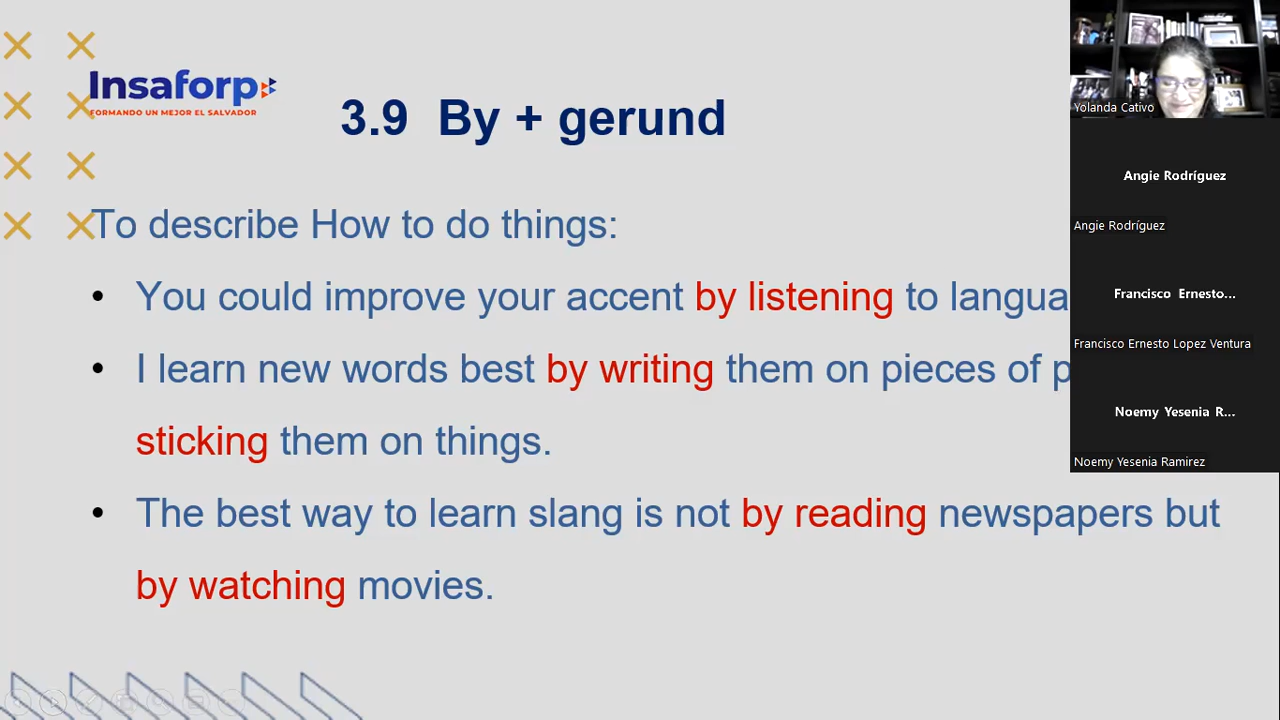 Insaforp
FORMANDO UN MEJOR EL SALVADOR
3.9 By + gerund
To describe How to do things:
• You could improve your accent by listening to langua
• I learn new words best by writing them on pieces of p
sticking them on things.
• The best way to learn slang is not by reading newspapers but
by watching movies.
Yolanda Cativo
Angie Rodríguez
Angie Rodríguez
Francisco Ernesto...
Francisco Ernesto Lopez Ventura
Noemy Yesenia R...
Noemy Yesenia Ramirez